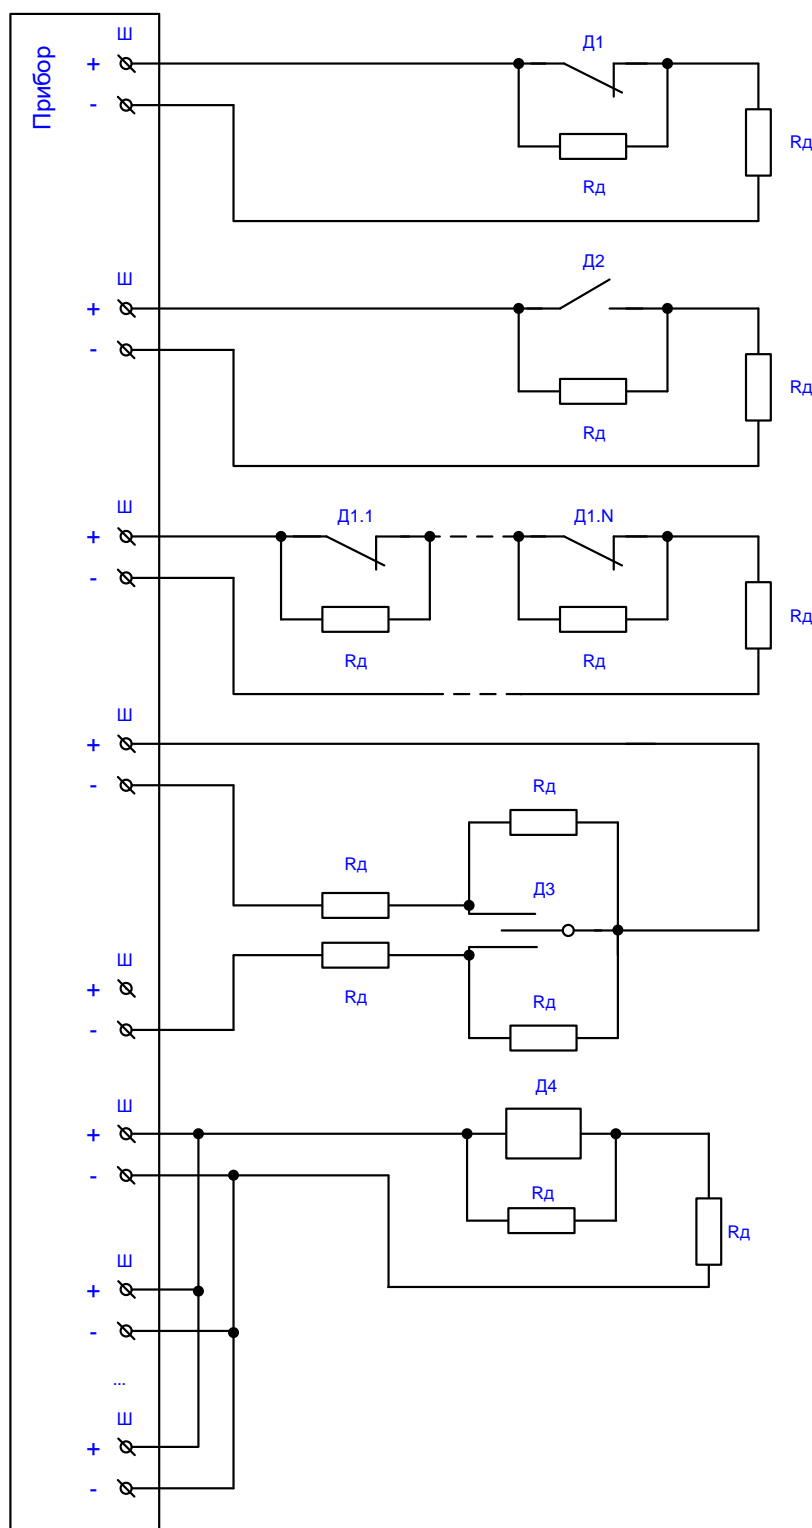 Прибор
Ш
+
-
Д1
Rд
Rд
Ш
+
-
Д2
Rд
Rд
Ш
+
-
Д1.1
Д1.N
Rд
Rд
Rд
Ш
+
-
Rд
Rд
Д3
Ш
+
-
Rд
Rд
Ш
+
-
Д4
Rд
Rд
Ш
+
-
...
Ш
+
-